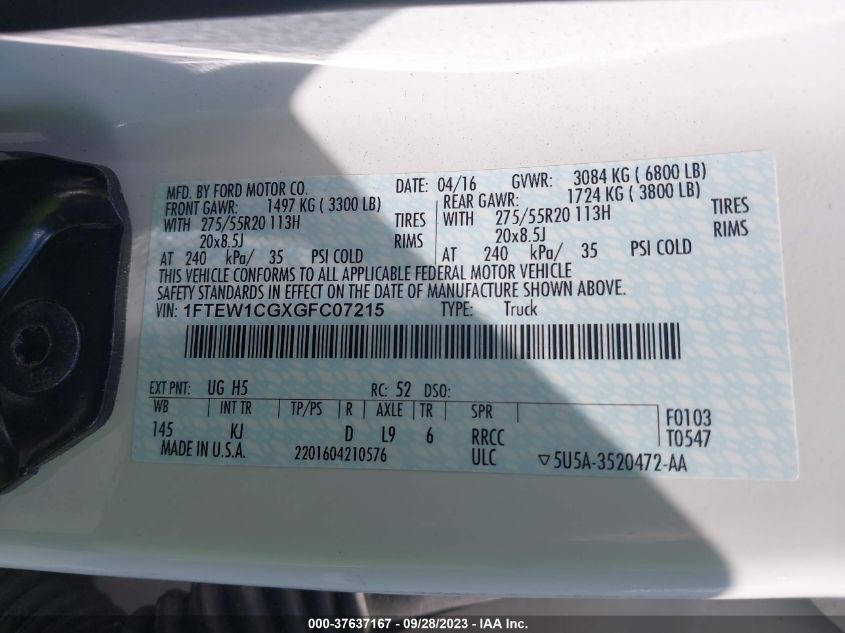 MFD. BY FORD MOTOR CO. DATE: 04/16 GVWR: 3084 KG ( 6800 LB)
FRONT GAWR: 1497 KG ( 3300 LB) REAR GAWR: 1724 KG ( 3800 LB)
WITH 275/55R20 113H TIRES WITH 275/55R20 113H TIRES
20x8.5J RIMS 20x8.5J RIMS
AT 240 kPa/ 35 PSI COLD AT 240 kPa/ 35 PSI COLD
THIS VEHICLE CONFORMS TO ALL APPLICABLE FEDERAL MOTOR VEHICLE
SAFETY STANDARDS IN EFFECT ON THE DATE OF MANUFACTURE SHOWN ABOVE.
VIN: 1FTEW1CGXGFC07215 TYPE: Truck
EXT PNT: UG H5 RC: 52 DSO:
WB INT TR TP/PS R AXLE TR SPR F0103
145 KJ D L9 6 RRCC T0547
MADE IN U.S.A. 2201604210576 ULC ▽5U5A-3520472-AA
000-37637167 - 09/28/2023 - IAA Inc.